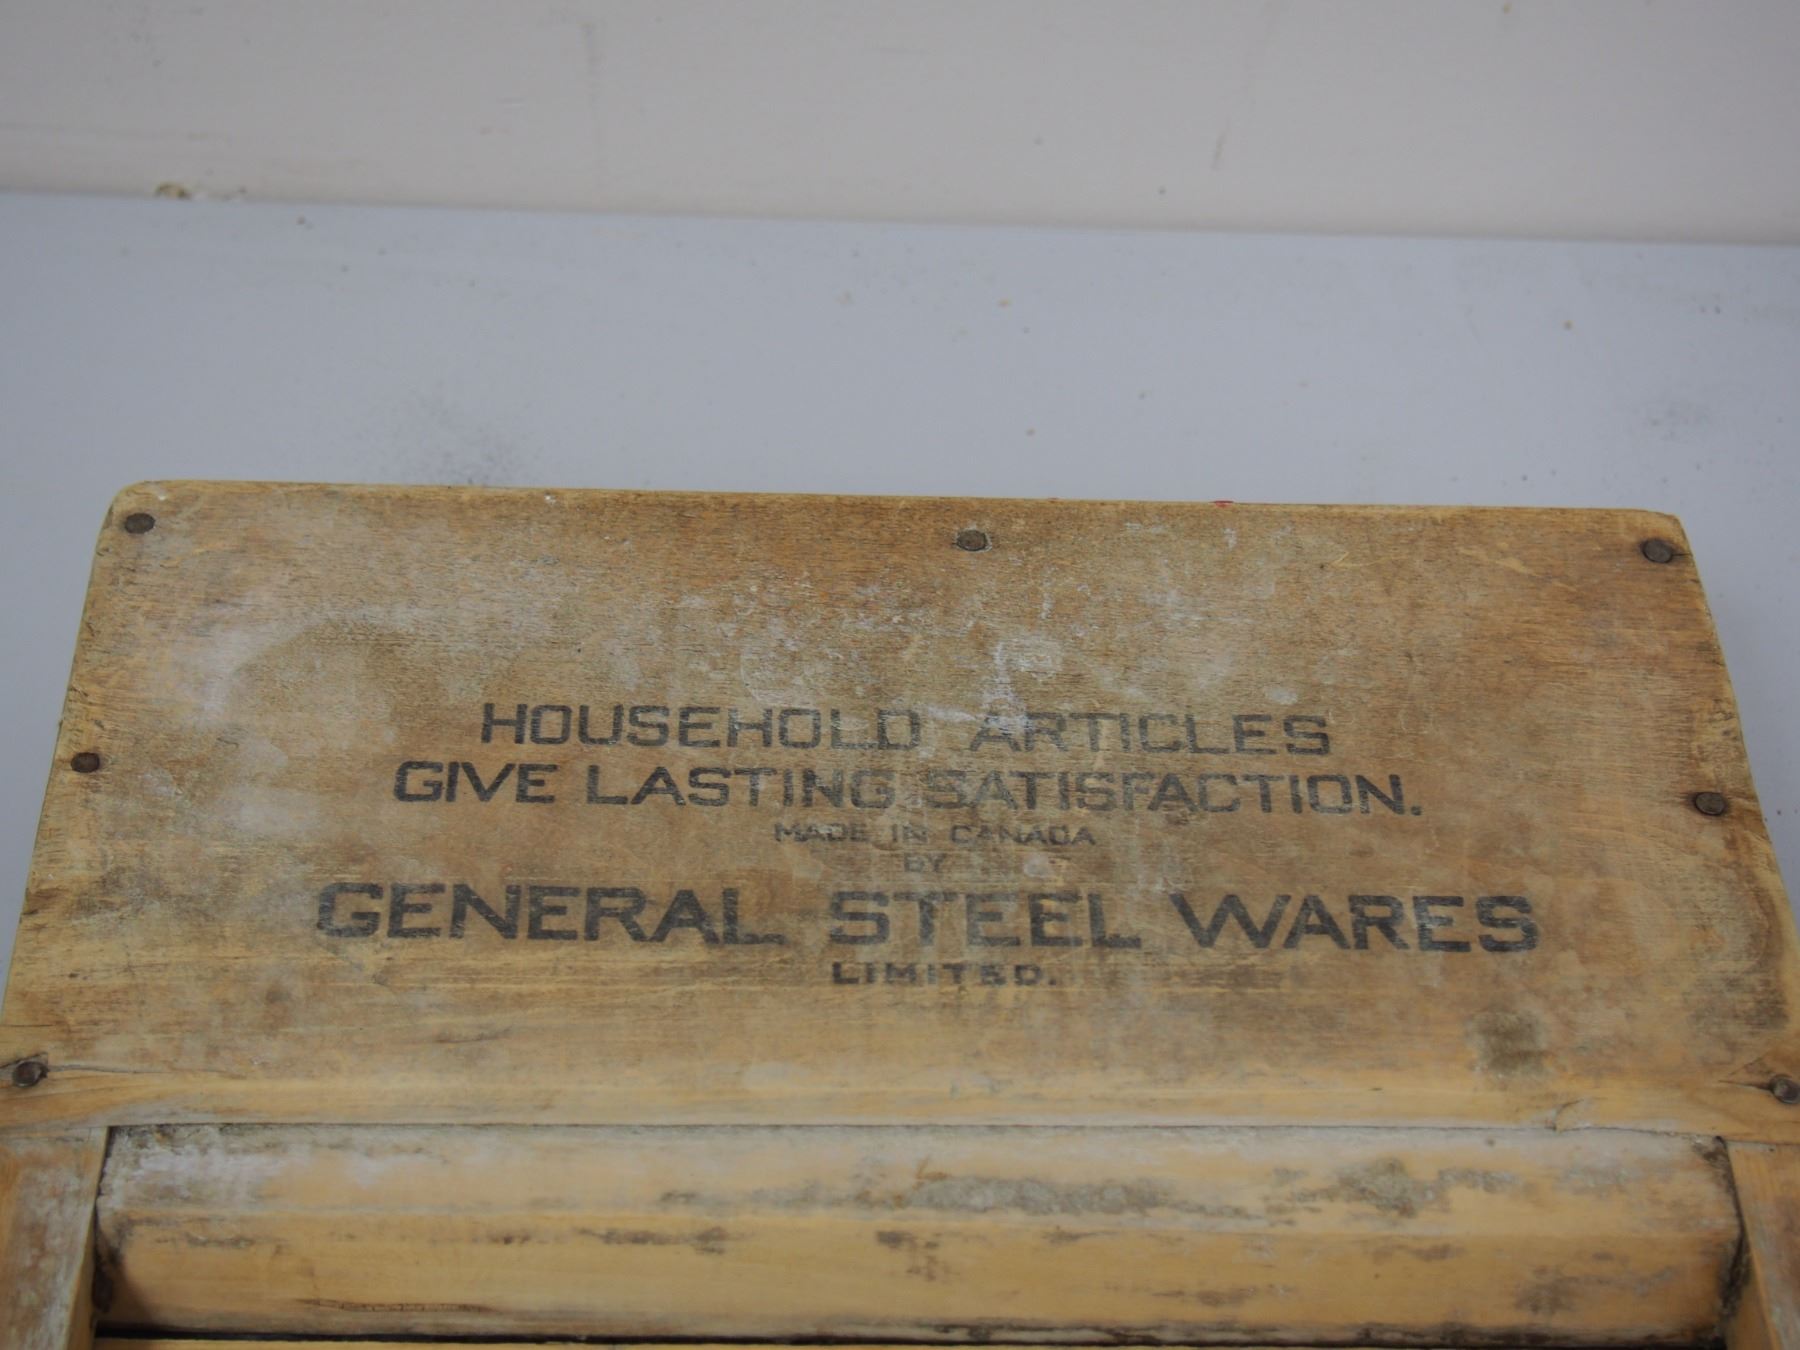 HOUSEHOLD ARTICLES
GIVE LASTING SATISFACTION.
MADE IN CANADA
BY
GENERAL STEEL WARES
LIMITED.